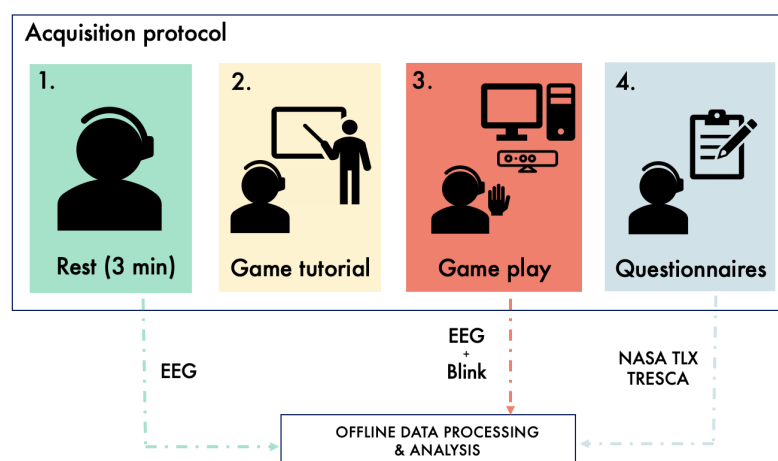 Acquisition protocol
1.
Rest (3 min)
2.
Game tutorial
3.
Game play
4.
Questionnaires
EEG
EEG
+
Blink
NASA TLX
TRESCA
OFFLINE DATA PROCESSING
& ANALYSIS